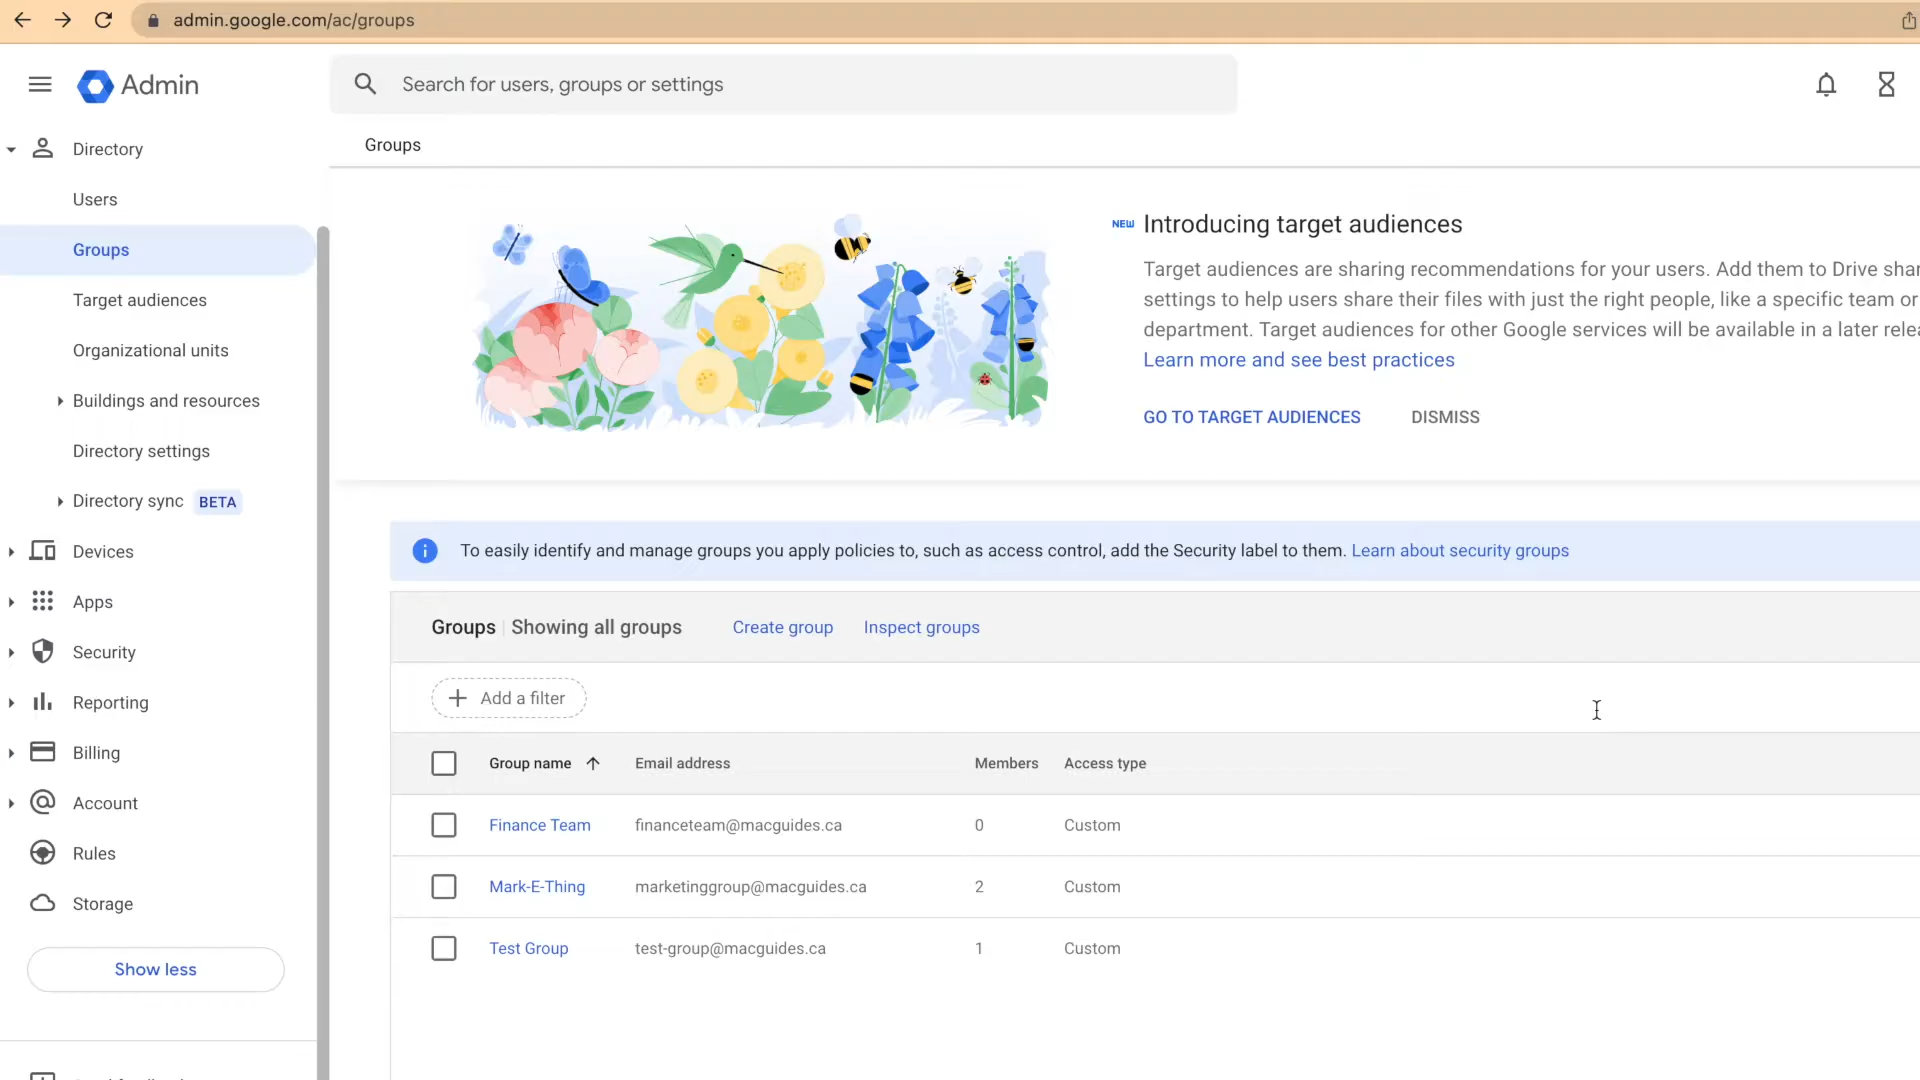 admin.google.com/ac/groups
Admin
Search for users, groups or settings
Directory
Users
Groups
Target audiences
Organizational units
Buildings and resources
Directory settings
Directory sync BETA
Devices
Apps
Security
Reporting
Billing
Account
Rules
Storage
Show less
Groups
NEW Introducing target audiences
Target audiences are sharing recommendations for your users. Add them to Drive shar
settings to help users share their files with just the right people, like a specific team or
department. Target audiences for other Google services will be available in a later relea
Learn more and see best practices
GO TO TARGET AUDIENCES DISMISS
To easily identify and manage groups you apply policies to, such as access control, add the Security label to them. Learn about security groups
Groups Showing all groups Create group Inspect groups
Add a filter
Group name Email address Members Access type
Finance Team financeteam@macguides.ca 0 Custom
Mark-E-Thing marketinggroup@macguides.ca 2 Custom
Test Group test-group@macguides.ca 1 Custom